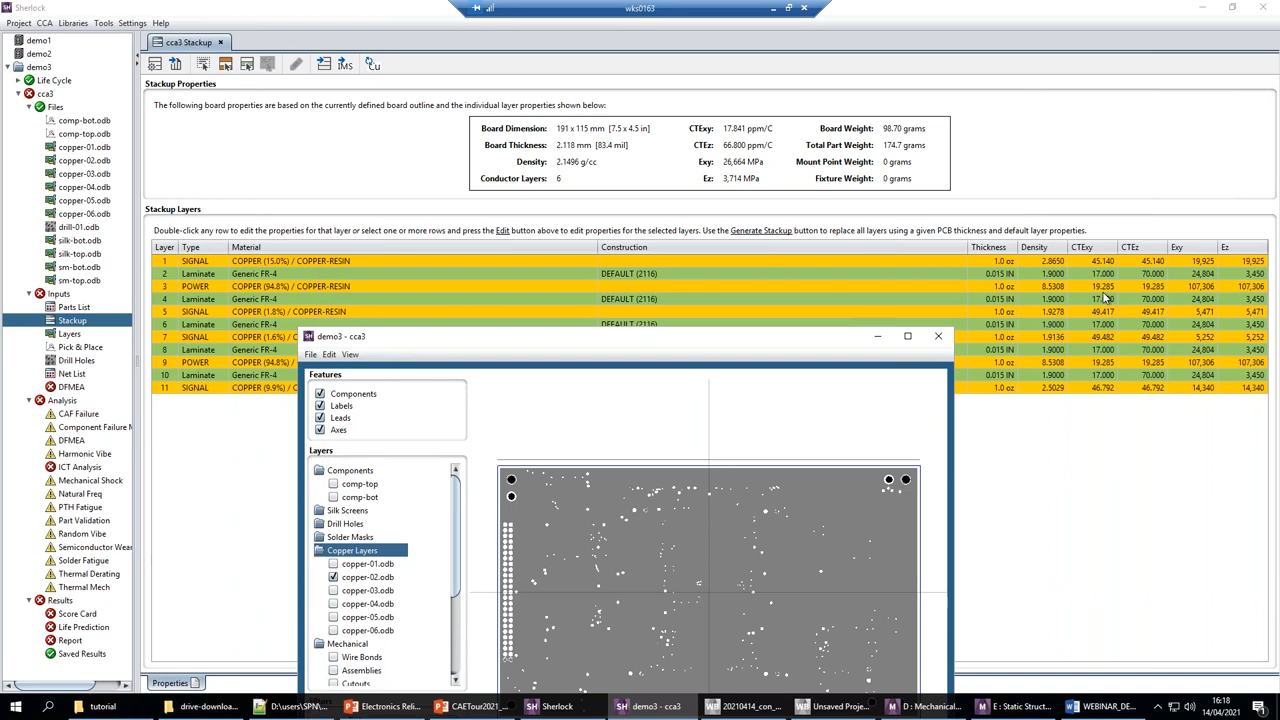 Sherlock
wks0163
Project CCA Libraries Tools Settings Help
demo1
demo2
demo3
Life Cycle
cca3
Files
comp-bot.odb
comp-top.odb
copper-01.odb
copper-02.odb
copper-03.odb
copper-04.odb
copper-05.odb
copper-06.odb
drill-01.odb
silk-bot.odb
silk-top.odb
sm-bot.odb
sm-top.odb
Inputs
Parts List
Stackup
Layers
Pick & Place
Drill Holes
Net List
DFMEA
Analysis
CAF Failure
Component Failure M
DFMEA
Harmonic Vibe
ICT Analysis
Mechanical Shock
Natural Freq
PTH Fatigue
Part Validation
Random Vibe
Semiconductor Wear
Solder Fatigue
Thermal Derating
Thermal Mech
Results
Score Card
Life Prediction
Report
Saved Results
cca3 Stackup
IMS Cu
Stackup Properties
The following board properties are based on the currently defined board outline and the individual layer properties shown below:
Board Dimension: 191 x 115 mm [7.5 x 4.5 in] CTExy: 17.841 ppm/C Board Weight: 98.70 grams
Board Thickness: 2.118 mm [83.4 mil] CTEz: 66.800 ppm/C Total Part Weight: 174.7 grams
Density: 2.1496 g/cc Exy: 26,664 MPa Mount Point Weight: 0 grams
Conductor Layers: 6 Ez: 3,714 MPa Fixture Weight: 0 grams
Stackup Layers
Double-click any row to edit the properties for that layer or select one or more rows and press the Edit button above to edit properties for the selected layers. Use the Generate Stackup button to replace all layers using a given PCB thickness and default layer properties.
Layer Type Material Construction Thickness Density CTExy CTEz Exy Ez
1 SIGNAL COPPER (15.0%) / COPPER-RESIN 1.0 oz 2.8650 45.140 45.140 19,925 19,925
2 Laminate Generic FR-4 DEFAULT (2116) 0.015 in 1.9000 17.000 70.000 24,804 3,450
3 POWER COPPER (94.8%) / COPPER-RESIN 1.0 oz 8.5308 19.285 19.285 107,306 107,306
4 Laminate Generic FR-4 DEFAULT (2116) 0.015 in 1.9000 17.000 70.000 24,804 3,450
5 SIGNAL COPPER (1.8%) / COPPER-RESIN 1.0 oz 1.9278 49.417 49.417 5,471 5,471
6 Laminate Generic FR-4 DEFAULT (2116) 0.015 in 1.9000 17.000 70.000 24,804 3,450
7 SIGNAL COPPER (1.6%) / C 1.0 oz 1.9136 49.482 49.482 5,252 5,252
8 Laminate Generic FR-4 0.015 in 1.9000 17.000 70.000 24,804 3,450
9 POWER COPPER (94.8%) / 1.0 oz 8.5308 19.285 19.285 107,306 107,306
10 Laminate Generic FR-4 0.015 in 1.9000 17.000 70.000 24,804 3,450
11 SIGNAL COPPER (9.9%) / C 1.0 oz 2.5029 46.792 46.792 14,340 14,340
demo3 - cca3
File Edit View
Features
Components
Labels
Leads
Axes
Layers
Components
comp-top
comp-bot
Silk Screens
Drill Holes
Solder Masks
Copper Layers
copper-01.odb
copper-02.odb
copper-03.odb
copper-04.odb
copper-05.odb
copper-06.odb
Mechanical
Wire Bonds
Assemblies
Cutouts
Properties
tutorial
drive-downloa...
D:\users\SPN\...
Electronics Reli...
CAETour2021_...
Sherlock
demo3 - cca3
20210414_con_...
Unsaved Proje...
D : Mechanical...
E : Static Struct...
WEBINAR_DE...
16:18
14/04/2021